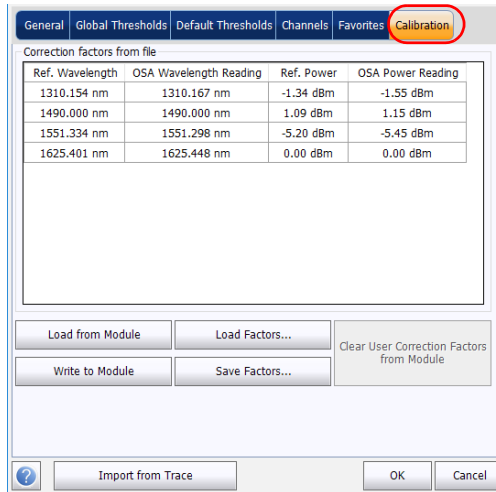 General Global Thresholds Default Thresholds Channels Favorites Calibration
Correction factors from file
Ref. Wavelength OSA Wavelength Reading Ref. Power OSA Power Reading
1310.154 nm 1310.167 nm -1.34 dBm -1.55 dBm
1490.000 nm 1490.000 nm 1.09 dBm 1.15 dBm
1551.334 nm 1551.298 nm -5.20 dBm -5.45 dBm
1625.401 nm 1625.448 nm 0.00 dBm 0.00 dBm
Load from Module Load Factors...
Clear User Correction Factors
from Module
Write to Module Save Factors...
? Import from Trace OK Cancel